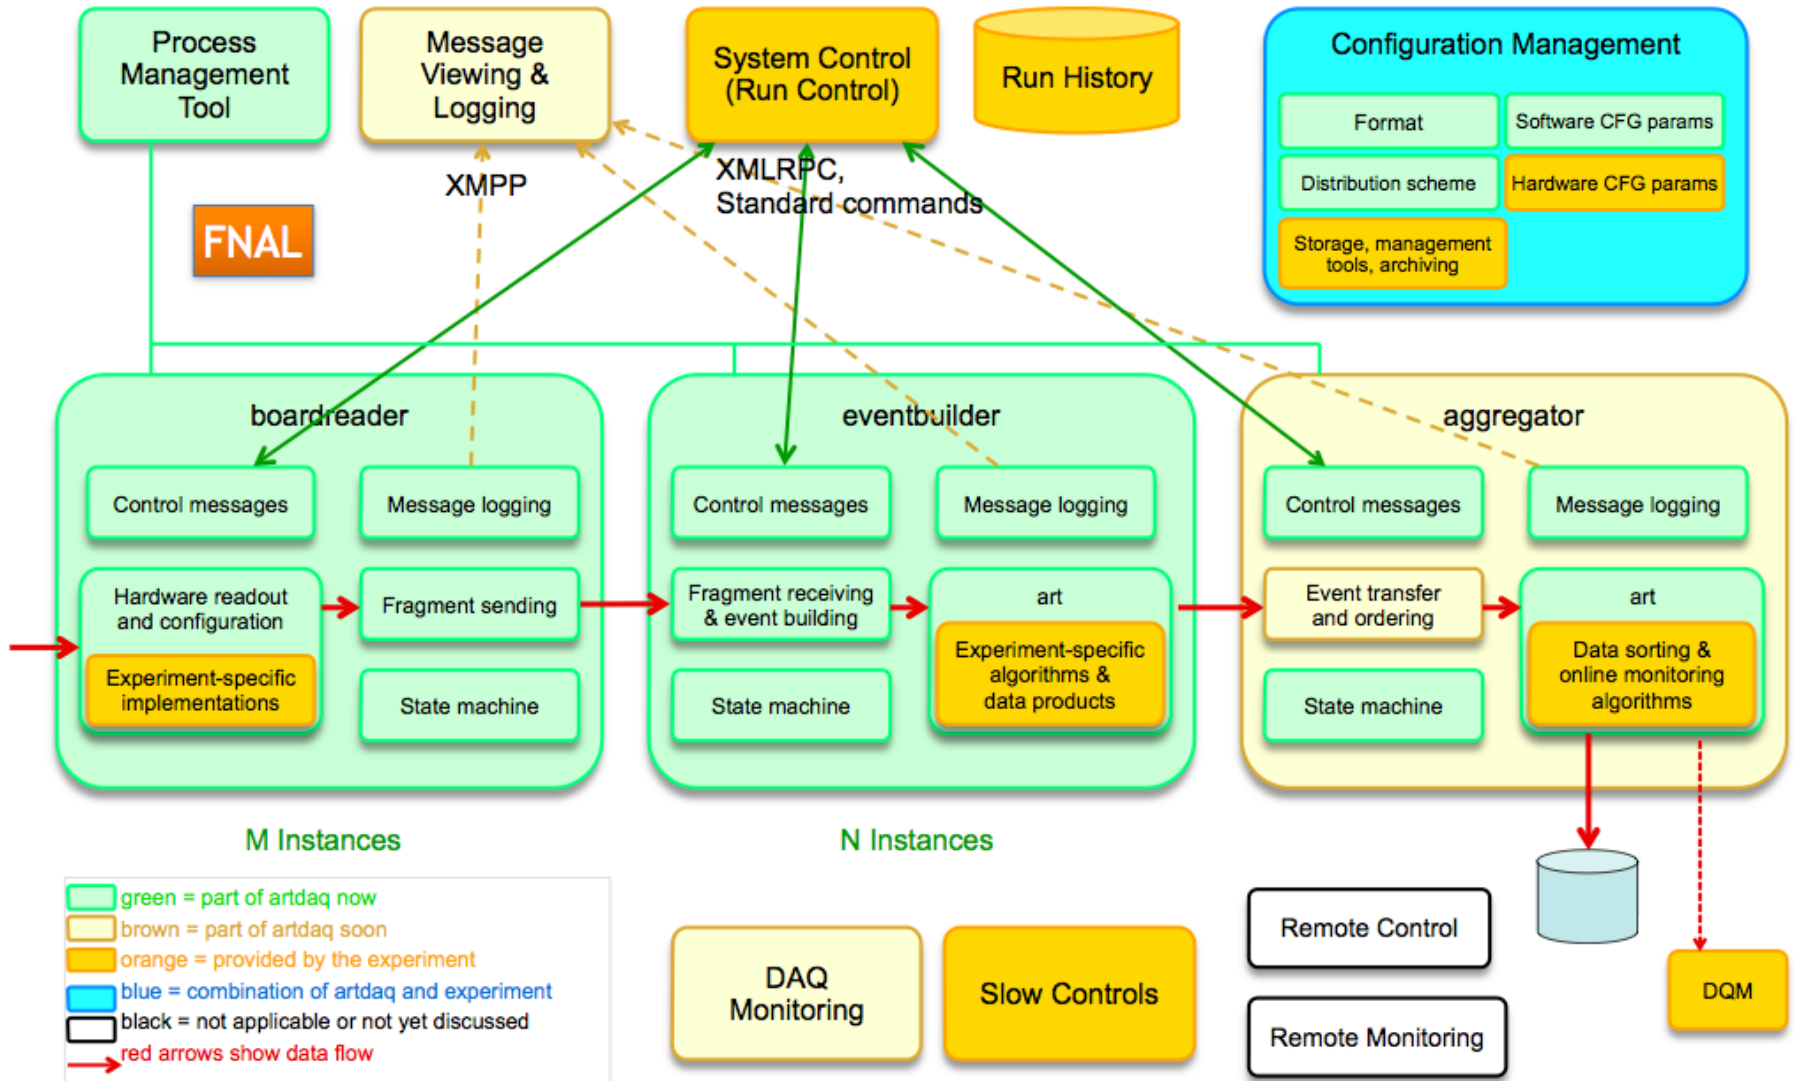 Process
Management
Tool
Message
Viewing &
Logging
System Control
(Run Control)
Run History
Configuration Management
Format
Software CFG params
Distribution scheme
Hardware CFG params
Storage, management
tools, archiving
XMPP
XMLRPC,
Standard commands
FNAL
boardreader
Control messages
Message logging
Hardware readout
and configuration
Experiment-specific
implementations
Fragment sending
State machine
eventbuilder
Control messages
Message logging
Fragment receiving
& event building
art
Experiment-specific
algorithms &
data products
State machine
aggregator
Control messages
Message logging
Event transfer
and ordering
art
Data sorting &
online monitoring
algorithms
State machine
M Instances
N Instances
green = part of artdaq now
brown = part of artdaq soon
orange = provided by the experiment
blue = combination of artdaq and experiment
black = not applicable or not yet discussed
red arrows show data flow
DAQ
Monitoring
Slow Controls
Remote Control
Remote Monitoring
DQM